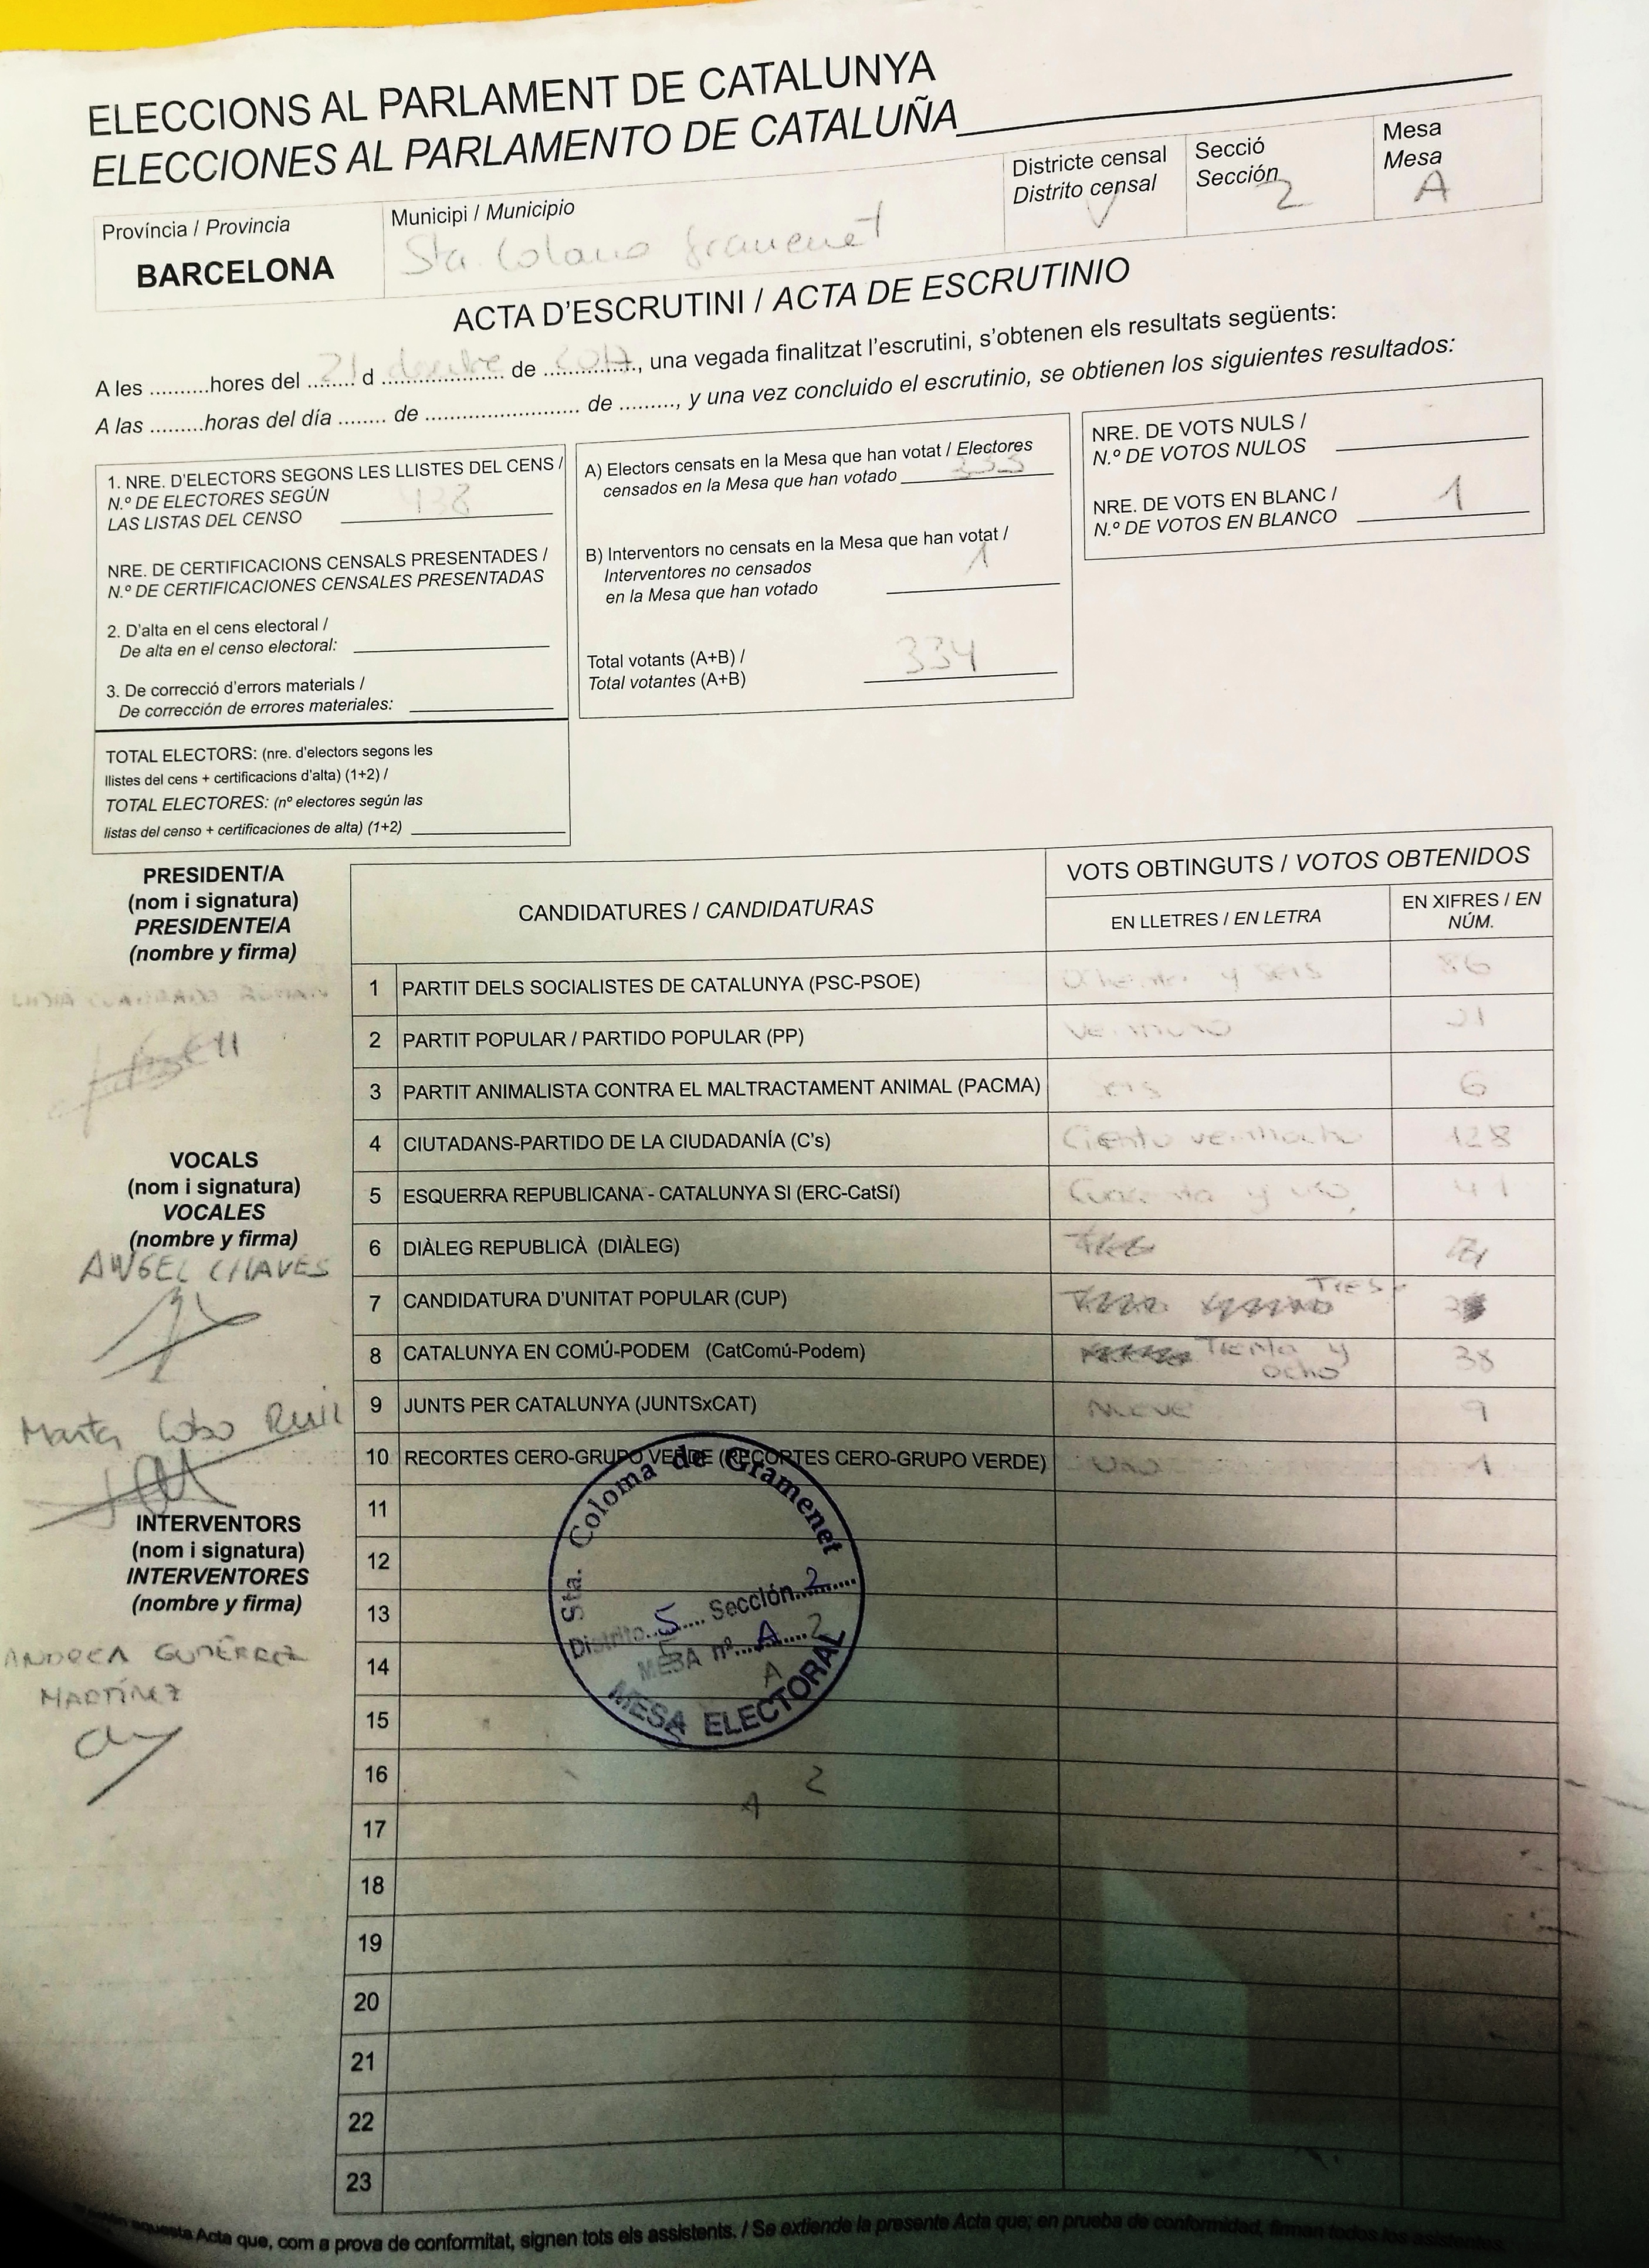 ELECCIONS AL PARLAMENT DE CATALUNYA
ELECCIONES AL PARLAMENTO DE CATALUÑA
Província / Provincia
BARCELONA
Municipi / Municipio
Sta. Coloma Gramenet
Districte censal
Distrito censal
V
Secció
Sección
2
Mesa
Mesa
A
ACTA D'ESCRUTINI / ACTA DE ESCRUTINIO
A les ..........hores del 21 d desembre de 2017, una vegada finalitzat l'escrutini, s'obtenen els resultats següents:
A las .........horas del día ........ de ......................... de ........., y una vez concluido el escrutinio, se obtienen los siguientes resultados:
1. NRE. D'ELECTORS SEGONS LES LLISTES DEL CENS /
N.º DE ELECTORES SEGÚN
LAS LISTAS DEL CENSO 438
NRE. DE CERTIFICACIONS CENSALS PRESENTADES /
N.º DE CERTIFICACIONES CENSALES PRESENTADAS
2. D'alta en el cens electoral /
De alta en el censo electoral:
3. De correcció d'errors materials /
De corrección de errores materiales:
TOTAL ELECTORS: (nre. d'electors segons les
llistes del cens + certificacions d'alta) (1+2) /
TOTAL ELECTORES: (nº electores según las
listas del censo + certificaciones de alta) (1+2)
A) Electors censats en la Mesa que han votat / Electores
censados en la Mesa que han votado 333
B) Interventors no censats en la Mesa que han votat /
Interventores no censados
en la Mesa que han votado 1
Total votants (A+B) /
Total votantes (A+B) 334
NRE. DE VOTS NULS /
N.º DE VOTOS NULOS
NRE. DE VOTS EN BLANC /
N.º DE VOTOS EN BLANCO 1
PRESIDENT/A
(nom i signatura)
PRESIDENTE/A
(nombre y firma)
VOCALS
(nom i signatura)
VOCALES
(nombre y firma)
ANGEL CHAVES
Marta Cobo Ruiz
INTERVENTORS
(nom i signatura)
INTERVENTORES
(nombre y firma)
ANDREA GUTIÉRREZ
MARTÍNEZ
CANDIDATURES / CANDIDATURAS
VOTS OBTINGUTS / VOTOS OBTENIDOS
EN LLETRES / EN LETRA
EN XIFRES / EN
NÚM.
1 PARTIT DELS SOCIALISTES DE CATALUNYA (PSC-PSOE) Ochenta y seis 86
2 PARTIT POPULAR / PARTIDO POPULAR (PP) Veintiuno 21
3 PARTIT ANIMALISTA CONTRA EL MALTRACTAMENT ANIMAL (PACMA) seis 6
4 CIUTADANS-PARTIDO DE LA CIUDADANÍA (C's) Ciento veintiocho 128
5 ESQUERRA REPUBLICANA - CATALUNYA SI (ERC-CatSí) Cuarenta y uno 41
6 DIÀLEG REPUBLICÀ (DIÀLEG)
7 CANDIDATURA D'UNITAT POPULAR (CUP) TRES 3
8 CATALUNYA EN COMÚ-PODEM (CatComú-Podem) Treinta y
ocho 38
9 JUNTS PER CATALUNYA (JUNTSxCAT) Nueve 9
10 RECORTES CERO-GRUPO VERDE (RECORTES CERO-GRUPO VERDE) uno 1
11
12
13
14
15
16
17
18
19
20
21
22
23
Sta. Coloma de Gramenet
Distrito 5 Sección 2
MESA nº A
MESA ELECTORAL
2
A
2
A
aquesta Acta que, com a prova de conformitat, signen tots els assistents. / Se extiende la presente Acta que, en prueba de conformidad, firman todos los asistentes.